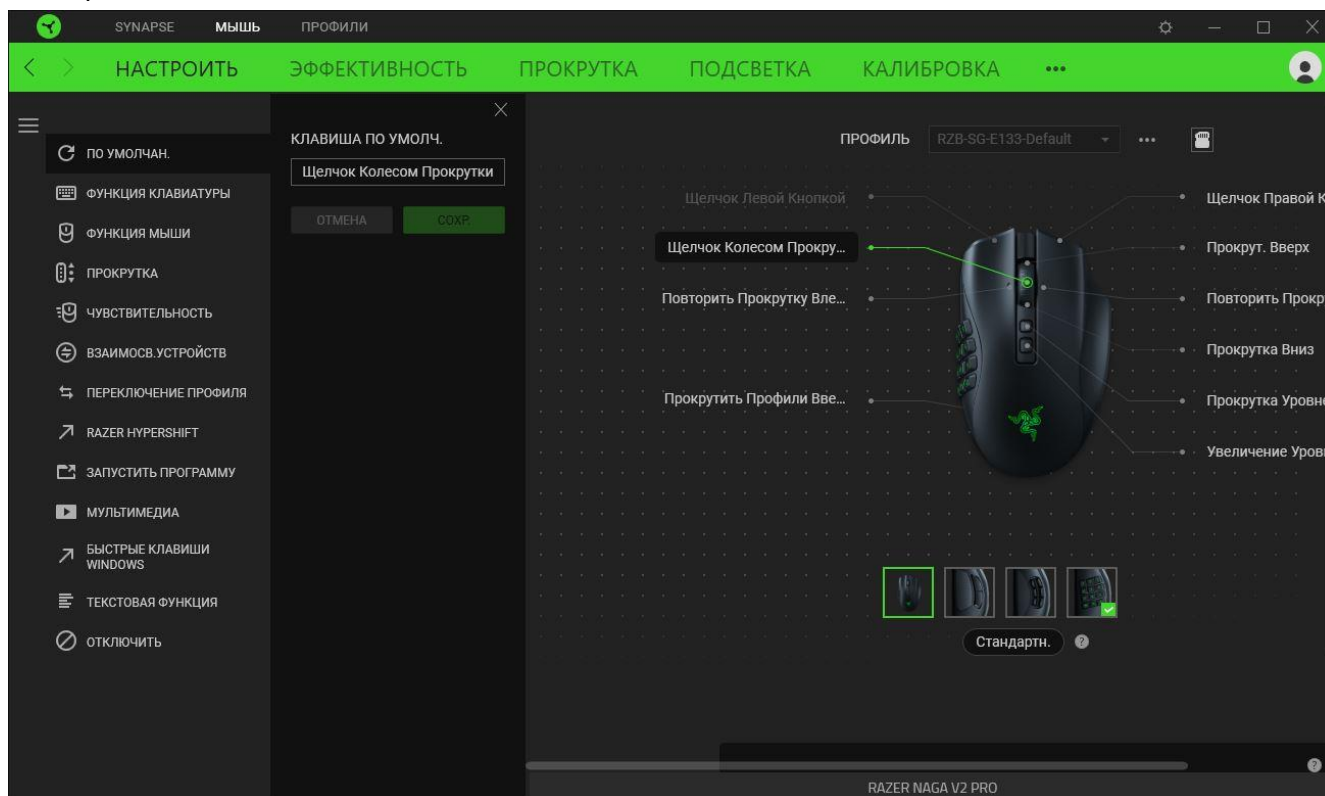 SYNAPSE МЫШЬ ПРОФИЛИ
НАСТРОИТЬ ЭФФЕКТИВНОСТЬ ПРОКРУТКА ПОДСВЕТКА КАЛИБРОВКА •••
ПО УМОЛЧАН.
ФУНКЦИЯ КЛАВИАТУРЫ
ФУНКЦИЯ МЫШИ
ПРОКРУТКА
ЧУВСТВИТЕЛЬНОСТЬ
ВЗАИМОСВ.УСТРОЙСТВ
ПЕРЕКЛЮЧЕНИЕ ПРОФИЛЯ
RAZER HYPERSHIFT
ЗАПУСТИТЬ ПРОГРАММУ
МУЛЬТИМЕДИА
БЫСТРЫЕ КЛАВИШИ
WINDOWS
ТЕКСТОВАЯ ФУНКЦИЯ
ОТКЛЮЧИТЬ
КЛАВИША ПО УМОЛЧ.
Щелчок Колесом Прокрутки
ОТМЕНА СОХР.
ПРОФИЛЬ RZB-SG-E133-Default •••
Щелчок Левой Кнопкой
Щелчок Колесом Прокру...
Повторить Прокрутку Вле...
Прокрутить Профили Вве...
Щелчок Правой К
Прокрут. Вверх
Повторить Прокр
Прокрутка Вниз
Прокрутка Уровне
Увеличение Уров
Стандартн. ?
?
RAZER NAGA V2 PRO